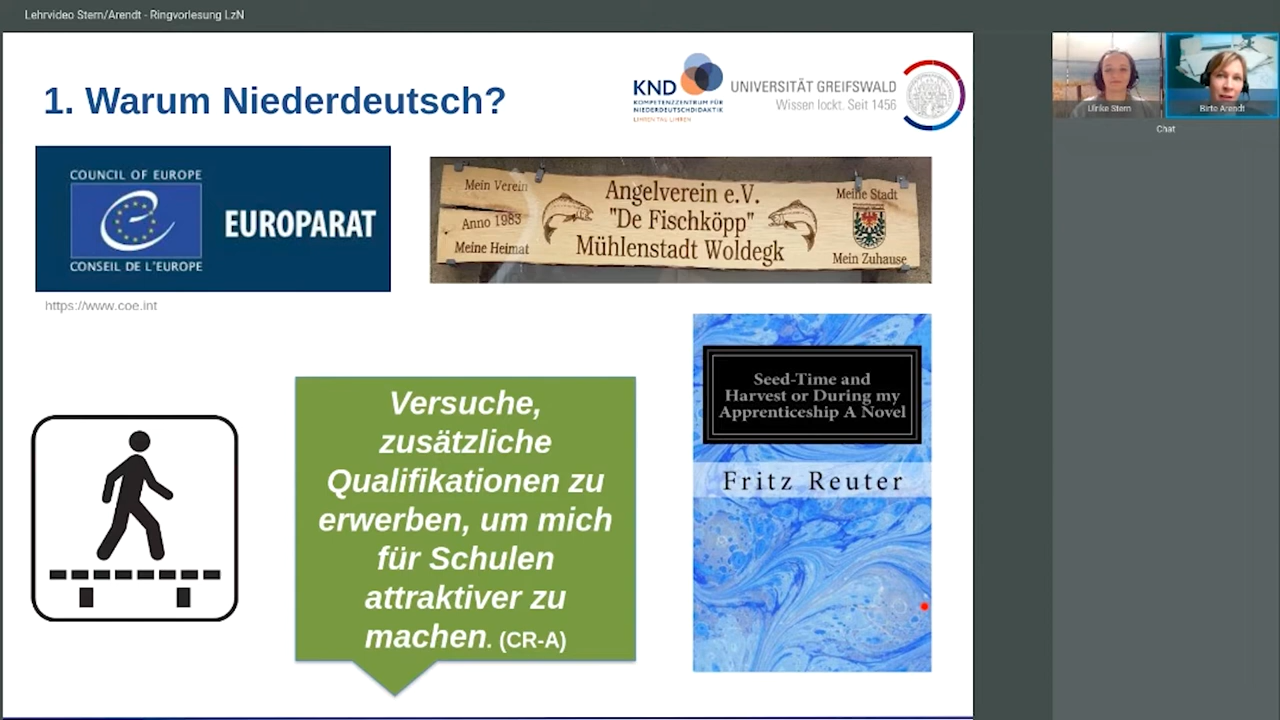 Lehrvideo Stern/Arendt - Ringvorlesung LzN
1. Warum Niederdeutsch?
KND
KOMPETENZZENTRUM FÜR
NIEDERDEUTSCHDIDAKTIK
UNIVERSITÄT GREIFSWALD
Wissen lockt. Seit 1456
Ulrike Stern
Birte Arendt
Chat
COUNCIL OF EUROPE
EUROPARAT
CONSEIL DE L'EUROPE
https://www.coe.int
Mein Verein
Anno 1983
Meine Heimat
Angelverein e.V.
"De Fischköpp"
Mühlenstadt Woldegk
Meine Stadt
Mein Zuhause
Versuche,
zusätzliche
Qualifikationen zu
erwerben, um mich
für Schulen
attraktiver zu
machen. (CR-A)
Seed-Time and
Harvest or During my
Apprenticeship A Novel
Fritz Reuter